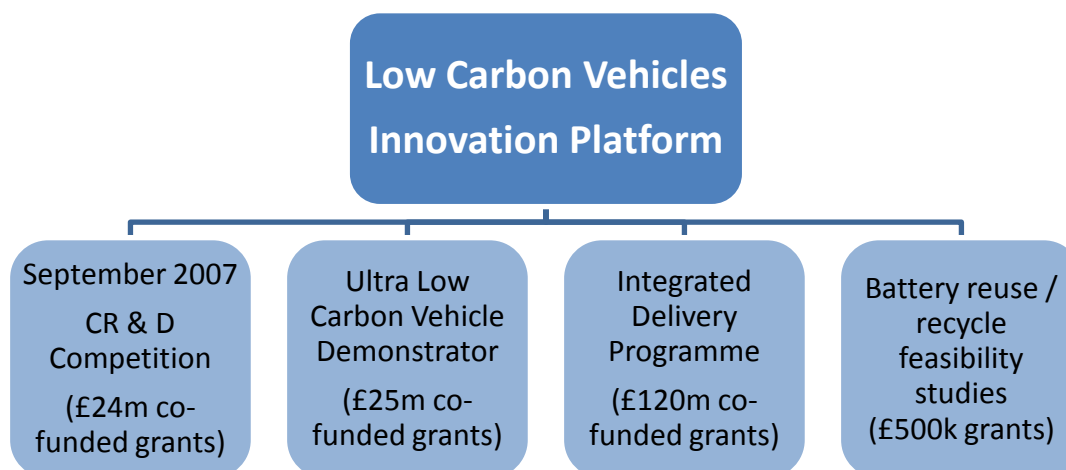 Low Carbon Vehicles
Innovation Platform
September 2007
CR & D
Competition
(£24m co-
funded grants)
Ultra Low
Carbon Vehicle
Demonstrator
(£25m co-
funded grants)
Integrated
Delivery
Programme
(£120m co-
funded grants)
Battery reuse /
recycle
feasibility
studies
(£500k grants)